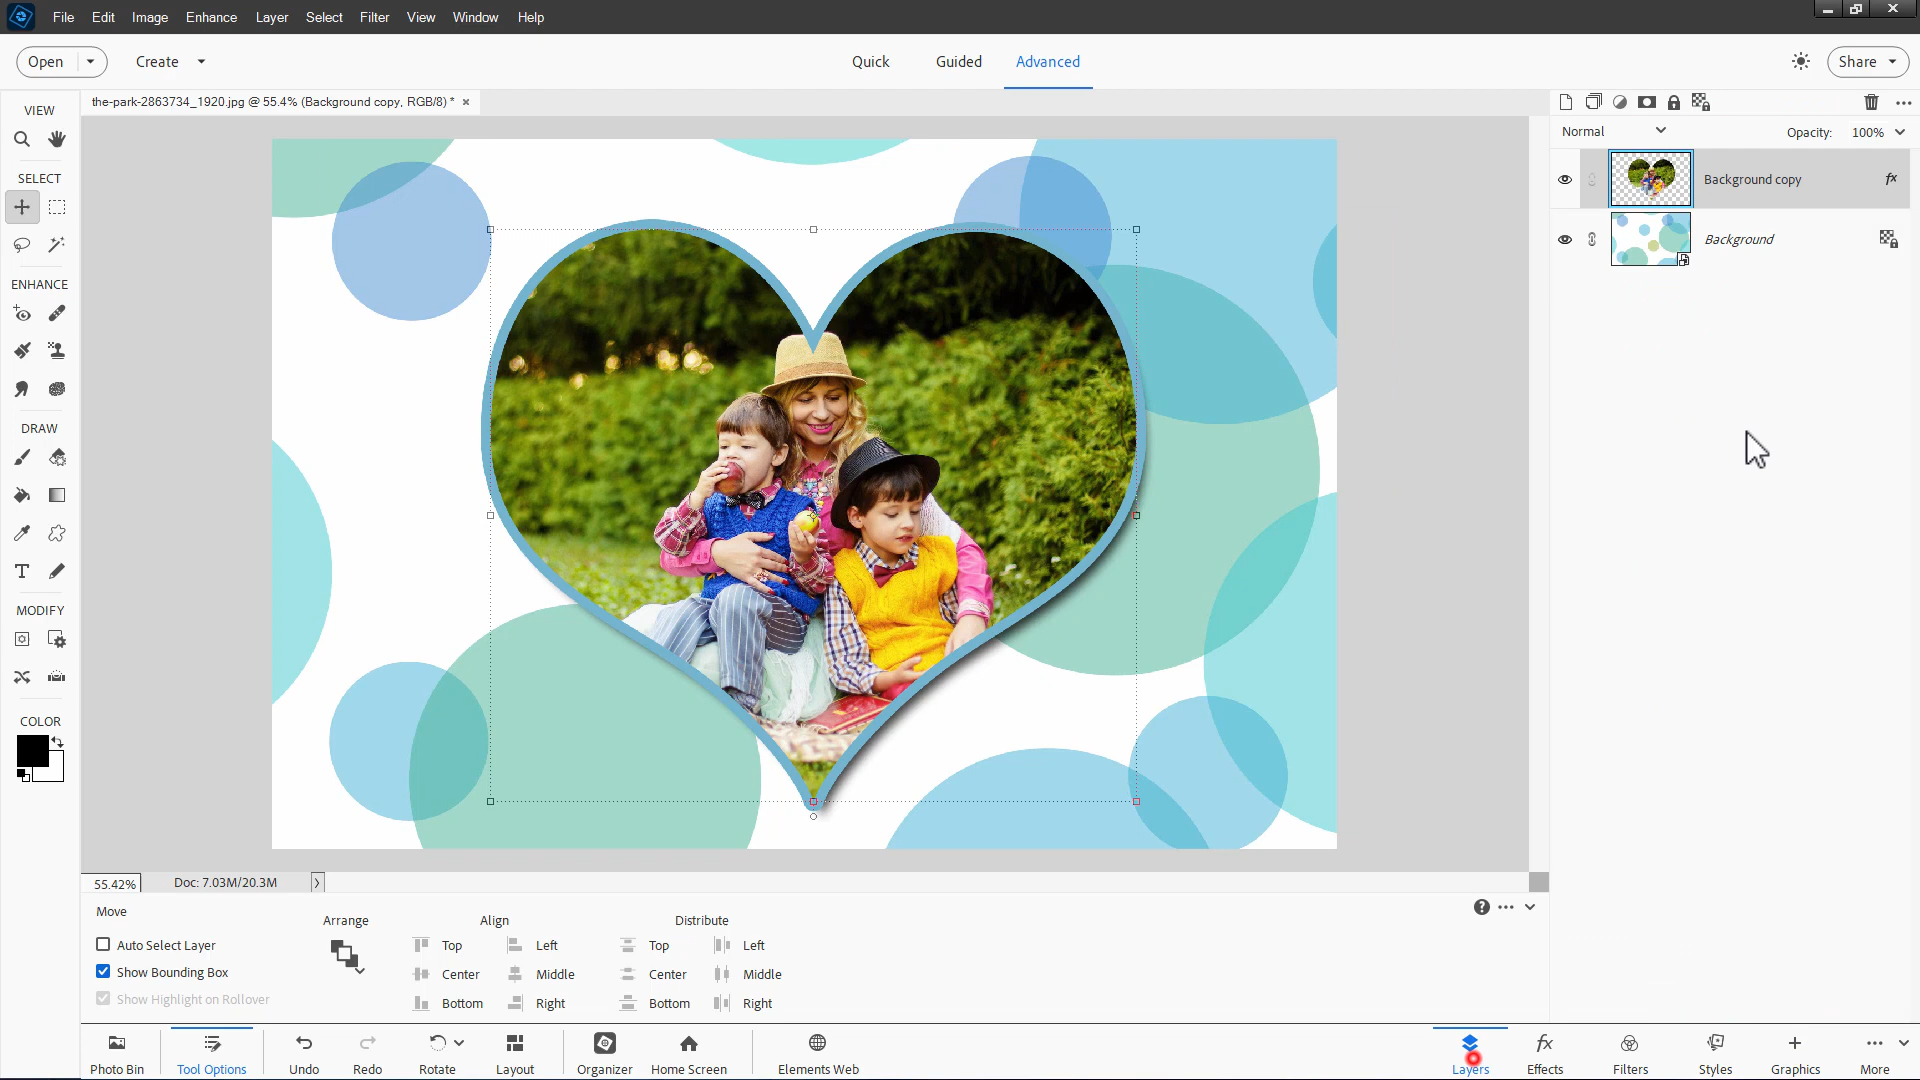 File Edit Image Enhance Layer Select Filter View Window Help
Open Create Quick Guided Advanced Share
VIEW
the-park-2863734_1920.jpg @ 55.4% (Background copy, RGB/8) *
Normal Opacity: 100%
SELECT
Background copy fx
Background
ENHANCE
DRAW
T
MODIFY
COLOR
55.42% Doc: 7.03M/20.3M
Move
Arrange Align Distribute
Auto Select Layer Top Left Top Left
Show Bounding Box Center Middle Center Middle
Show Highlight on Rollover Bottom Right Bottom Right
Photo Bin Tool Options Undo Redo Rotate Layout Organizer Home Screen Elements Web Layers fx Effects Filters Styles Graphics More